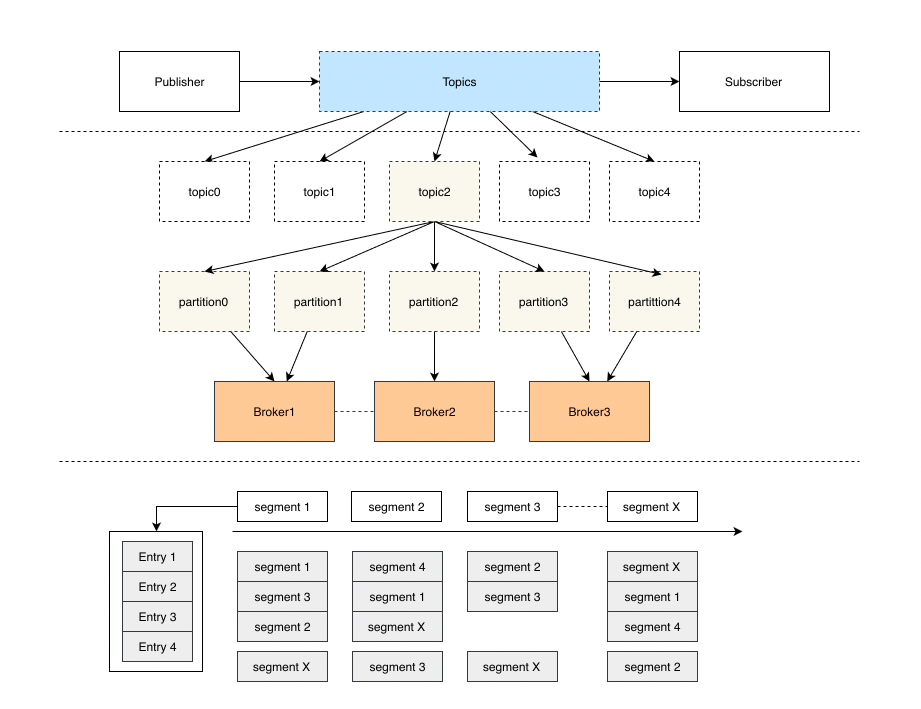 Publisher
Topics
Subscriber
topic0
topic1
topic2
topic3
topic4
partition0
partition1
partition2
partition3
partittion4
Broker1
Broker2
Broker3
segment 1
segment 2
segment 3
segment X
Entry 1
Entry 2
Entry 3
Entry 4
segment 1
segment 3
segment 2
segment X
segment 4
segment 1
segment X
segment 3
segment 2
segment 3
segment X
segment X
segment 1
segment 4
segment 2